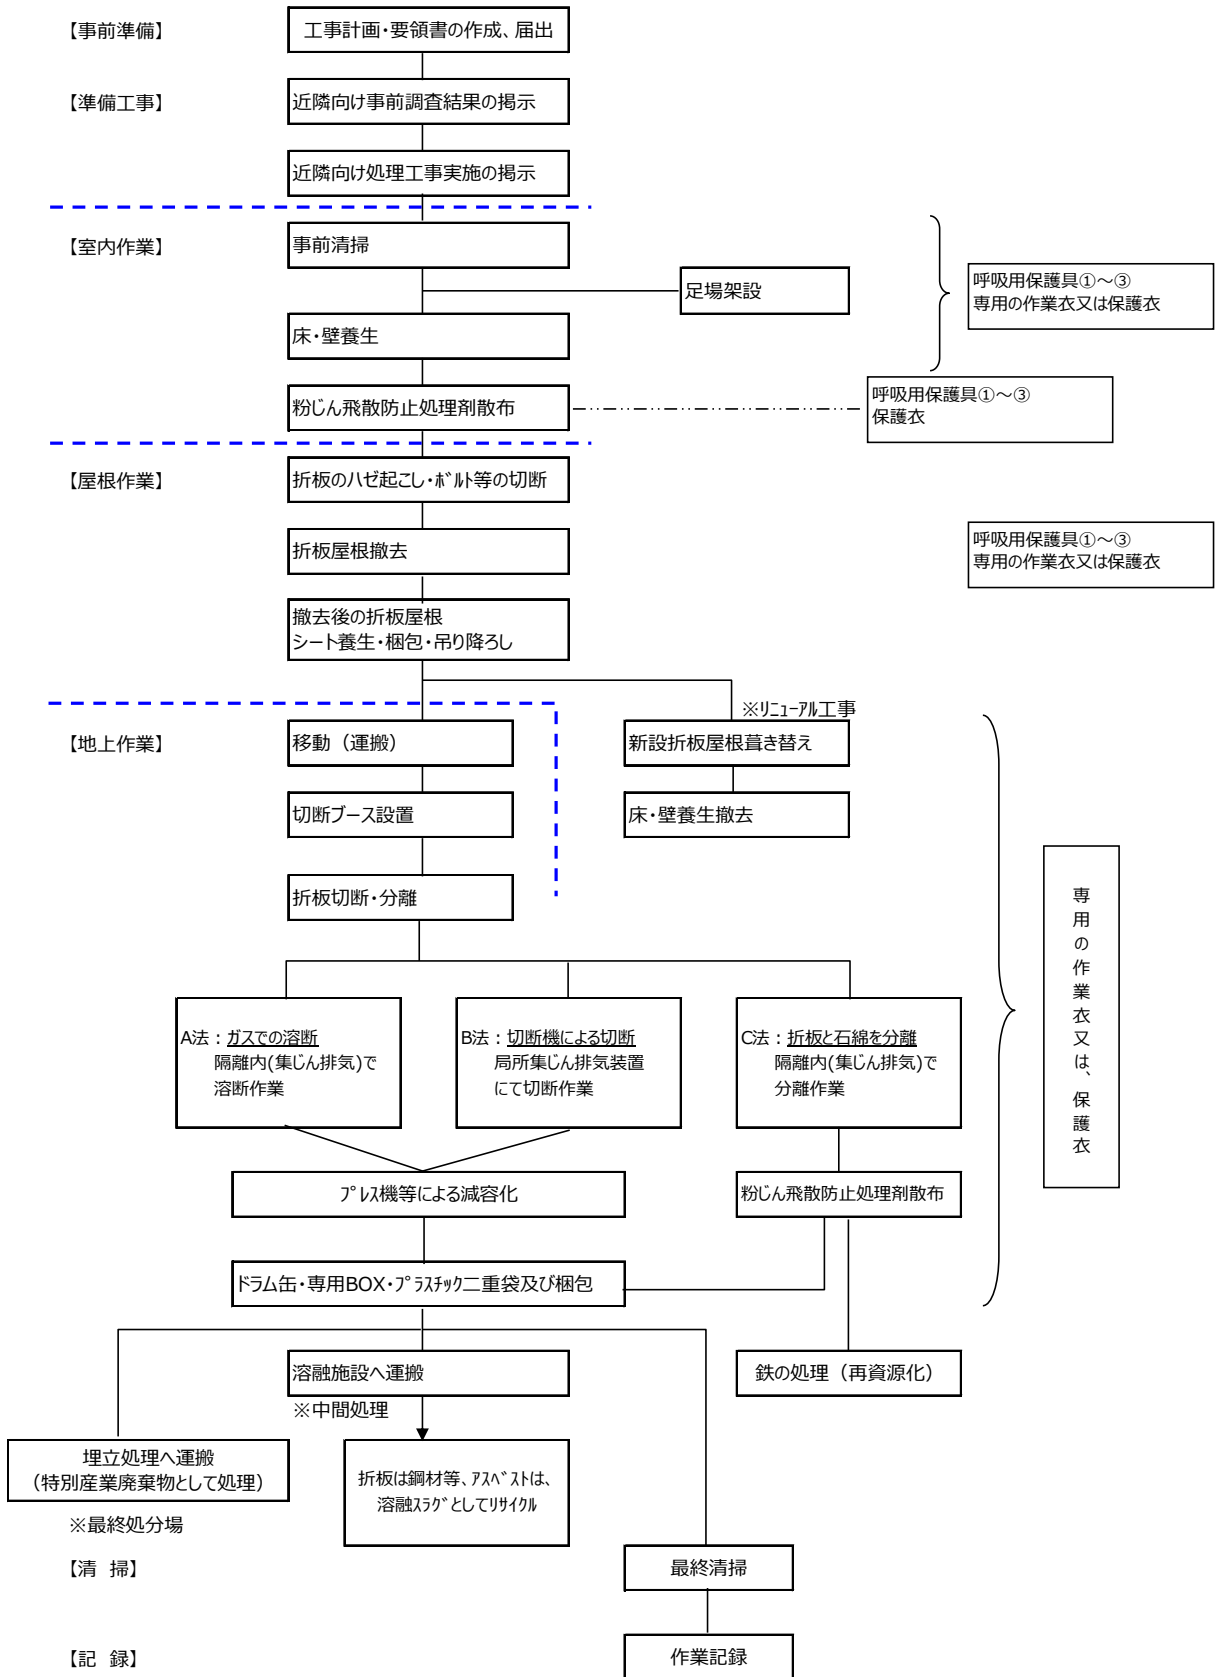 【事前準備】
工事計画・要領書の作成、届出
【準備工事】
近隣向け事前調査結果の掲示
近隣向け処理工事実施の掲示
【室内作業】
事前清掃
足場架設
呼吸用保護具①～③
専用の作業衣又は保護衣
床・壁養生
粉じん飛散防止処理剤散布
呼吸用保護具①～③
保護衣
【屋根作業】
折板のハゼ起こし・ﾎﾞﾙﾄ等の切断
折板屋根撤去
呼吸用保護具①～③
専用の作業衣又は保護衣
撤去後の折板屋根
シート養生・梱包・吊り降ろし
※ﾘﾆｭｰｱﾙ工事
【地上作業】
移動（運搬）
新設折板屋根葺き替え
切断ブース設置
床・壁養生撤去
折板切断・分離
専用の作業衣又は、保護衣
A法：ガスでの溶断
隔離内(集じん排気)で
溶断作業
B法：切断機による切断
局所集じん排気装置
にて切断作業
C法：折板と石綿を分離
隔離内(集じん排気)で
分離作業
ﾌﾟﾚｽ機等による減容化
粉じん飛散防止処理剤散布
ドラム缶・専用BOX・ﾌﾟﾗｽﾁｯｸ二重袋及び梱包
溶融施設へ運搬
鉄の処理（再資源化）
※中間処理
埋立処理へ運搬
（特別産業廃棄物として処理）
折板は鋼材等、ｱｽﾍﾞｽﾄは、
溶融ｽﾗｸﾞとしてﾘｻｲｸﾙ
※最終処分場
【清　掃】
最終清掃
【記　録】
作業記録